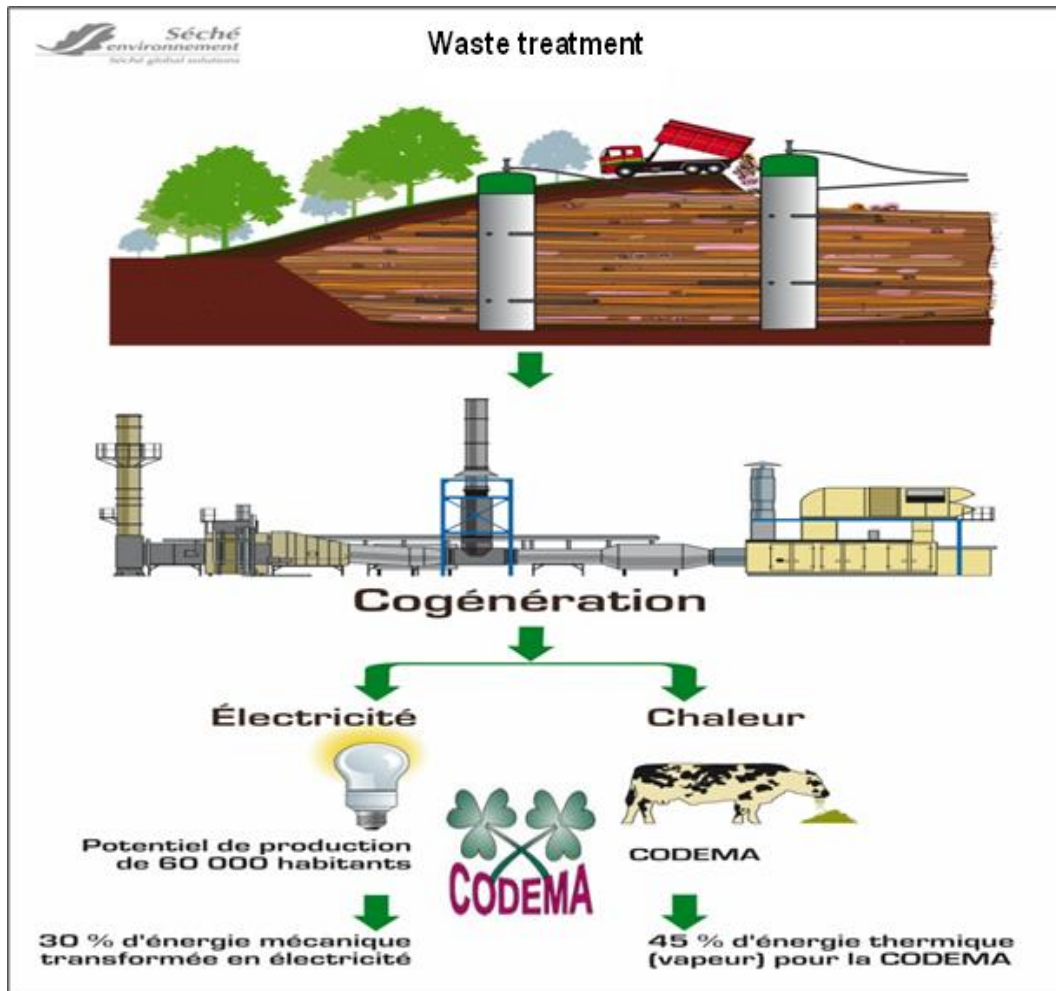 Séché
environnement
Séché global solutions
Waste treatment
Cogénération
Électricité
Chaleur
Potentiel de production
de 60 000 habitants
CODEMA
CODEMA
30 % d'énergie mécanique
transformée en électricité
45 % d'énergie thermique
(vapeur) pour la CODEMA